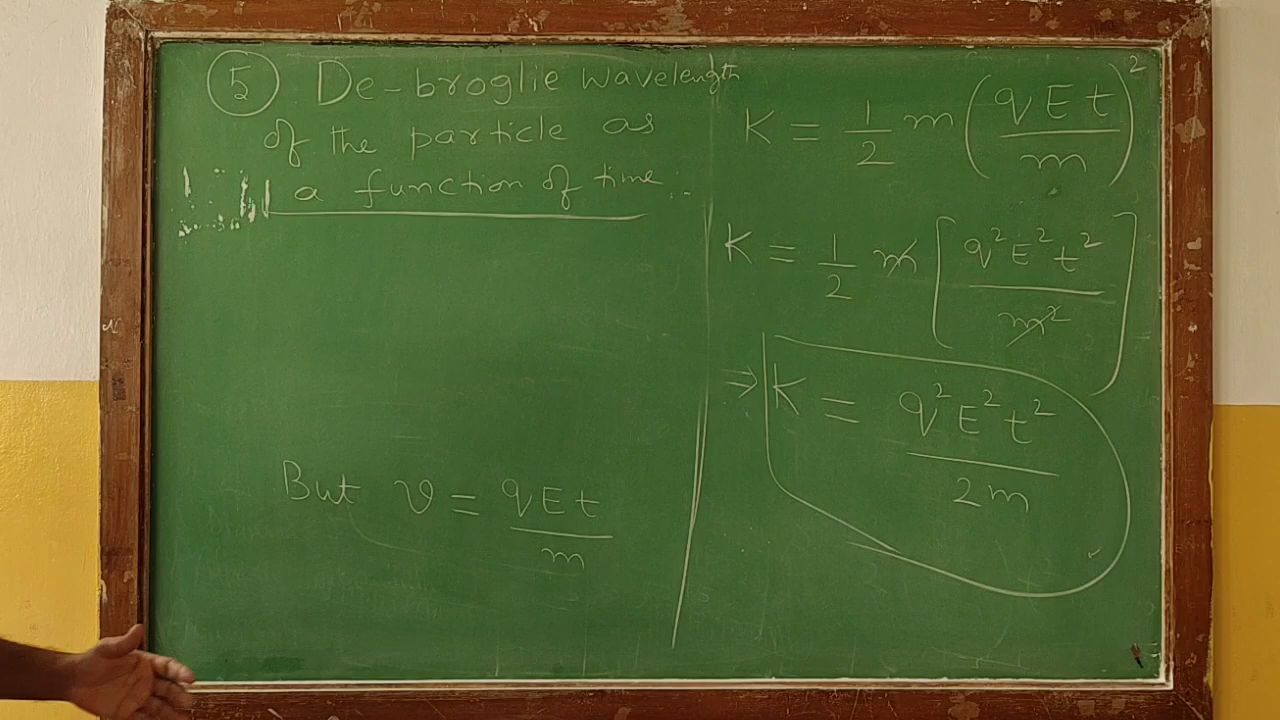 ⑤ De-broglie wavelength
of the particle as
a function of time :
But v = qEt/m
K = 1/2 m (qEt/m)²
K = 1/2 m [q²E²t²/m²]
⇒ K = q²E²t²/2m